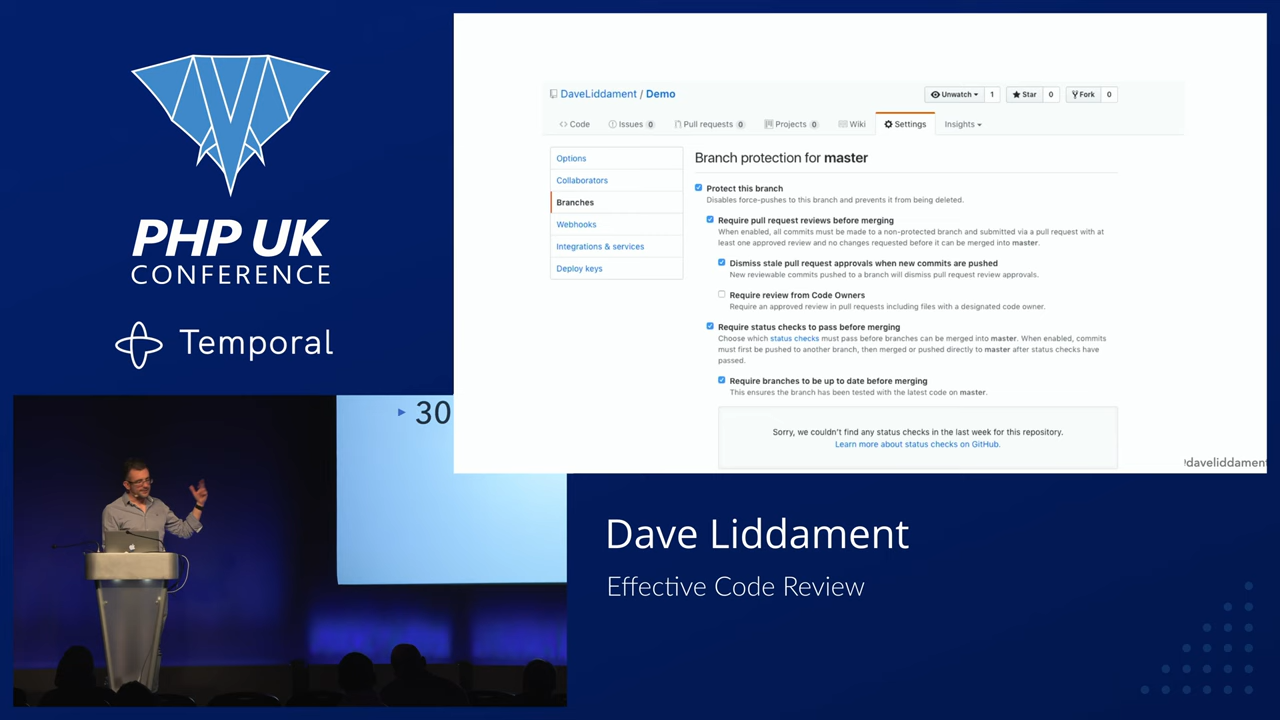 PHP UK
CONFERENCE
Temporal
DaveLiddament / Demo
Unwatch 1 Star 0 Fork 0
Code Issues 0 Pull requests 0 Projects 0 Wiki Settings Insights
Options
Collaborators
Branches
Webhooks
Integrations & services
Deploy keys
Branch protection for master
Protect this branch
Disables force-pushes to this branch and prevents it from being deleted.
Require pull request reviews before merging
When enabled, all commits must be made to a non-protected branch and submitted via a pull request with at
least one approved review and no changes requested before it can be merged into master.
Dismiss stale pull request approvals when new commits are pushed
New reviewable commits pushed to a branch will dismiss pull request review approvals.
Require review from Code Owners
Require an approved review in pull requests including files with a designated code owner.
Require status checks to pass before merging
Choose which status checks must pass before branches can be merged into master. When enabled, commits
must first be pushed to another branch, then merged or pushed directly to master after status checks have
passed.
Require branches to be up to date before merging
This ensures the branch has been tested with the latest code on master.
Sorry, we couldn't find any status checks in the last week for this repository.
Learn more about status checks on GitHub.
daveliddament
30
Dave Liddament
Effective Code Review